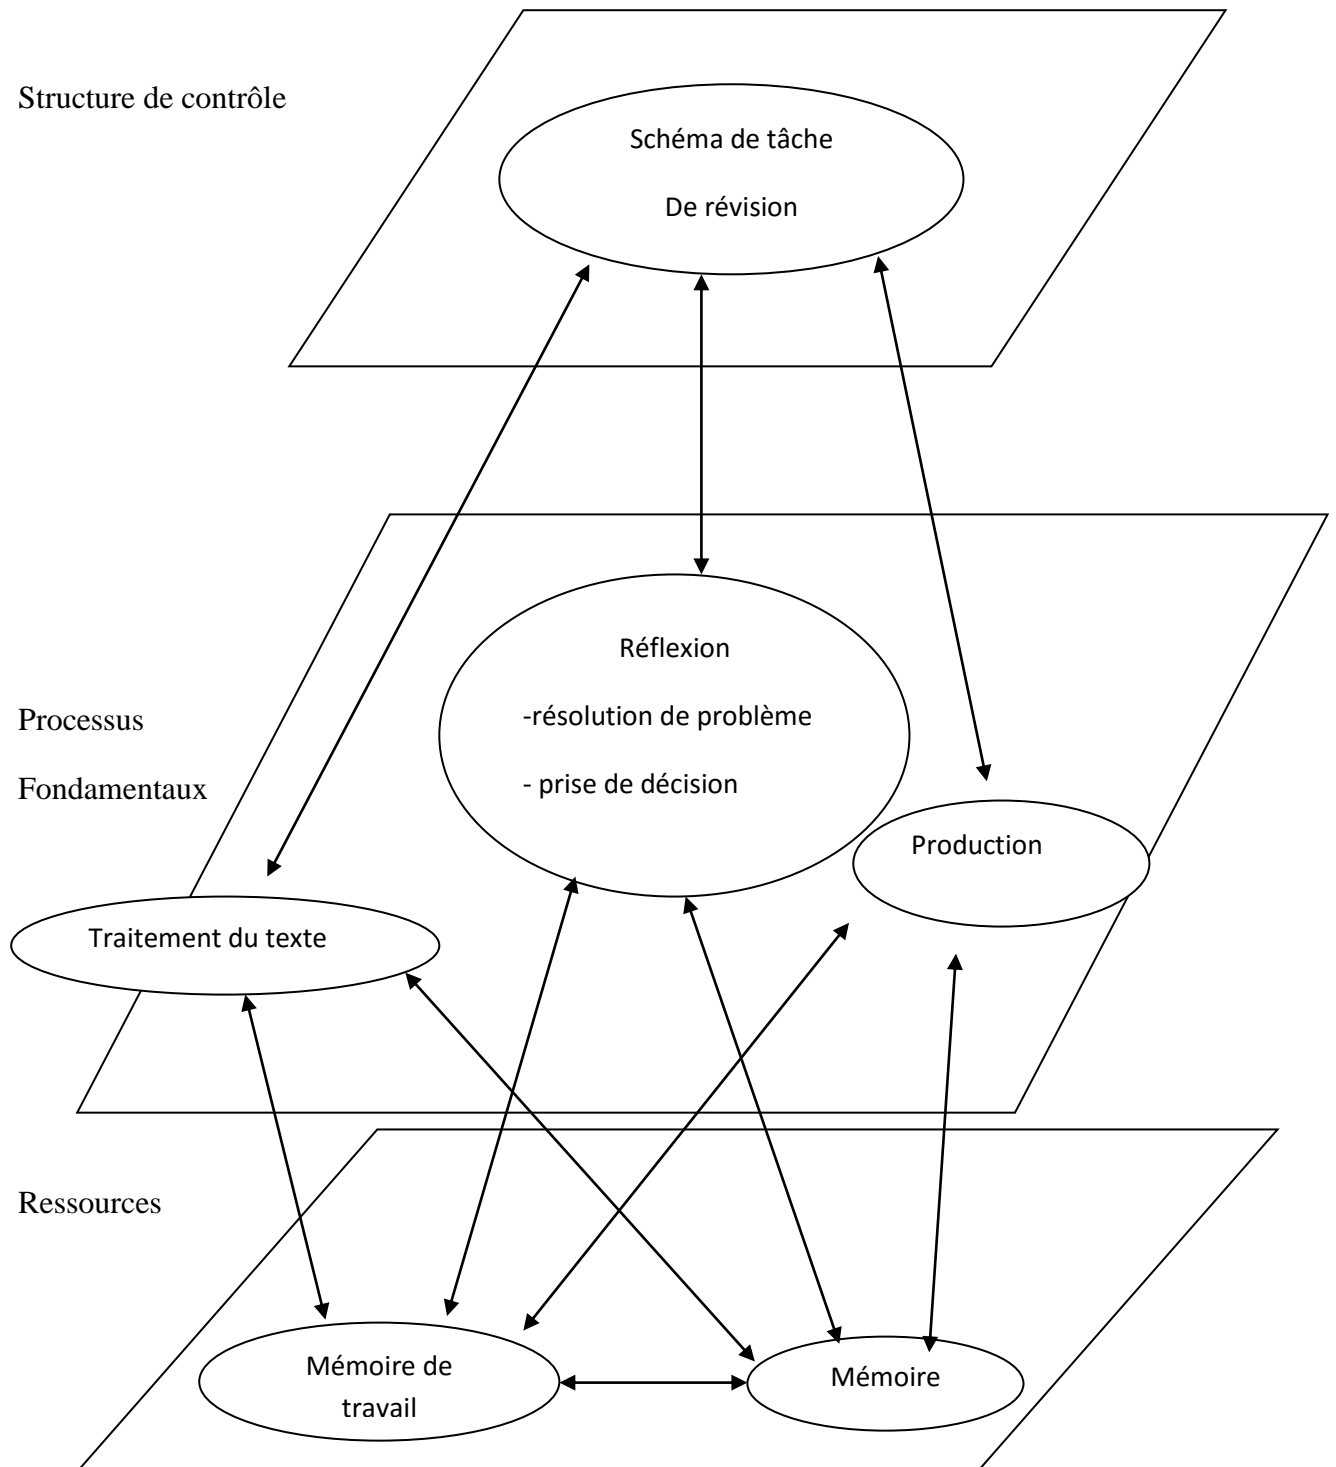 Structure de contrôle
Schéma de tâche
De révision
Réflexion
-résolution de problème
- prise de décision
Processus
Fondamentaux
Production
Traitement du texte
Ressources
Mémoire de
travail
Mémoire